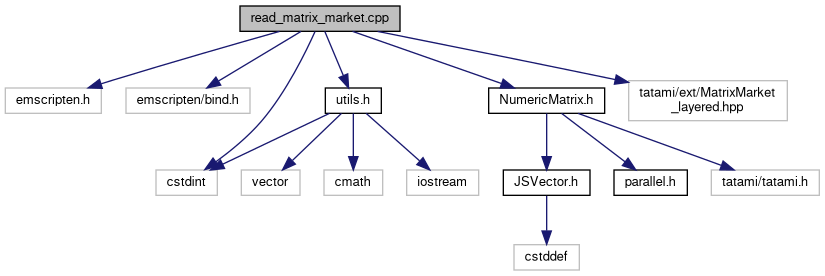 read_matrix_market.cpp
emscripten.h
emscripten/bind.h
utils.h
NumericMatrix.h
tatami/ext/MatrixMarket
_layered.hpp
cstdint
vector
cmath
iostream
JSVector.h
parallel.h
tatami/tatami.h
cstddef